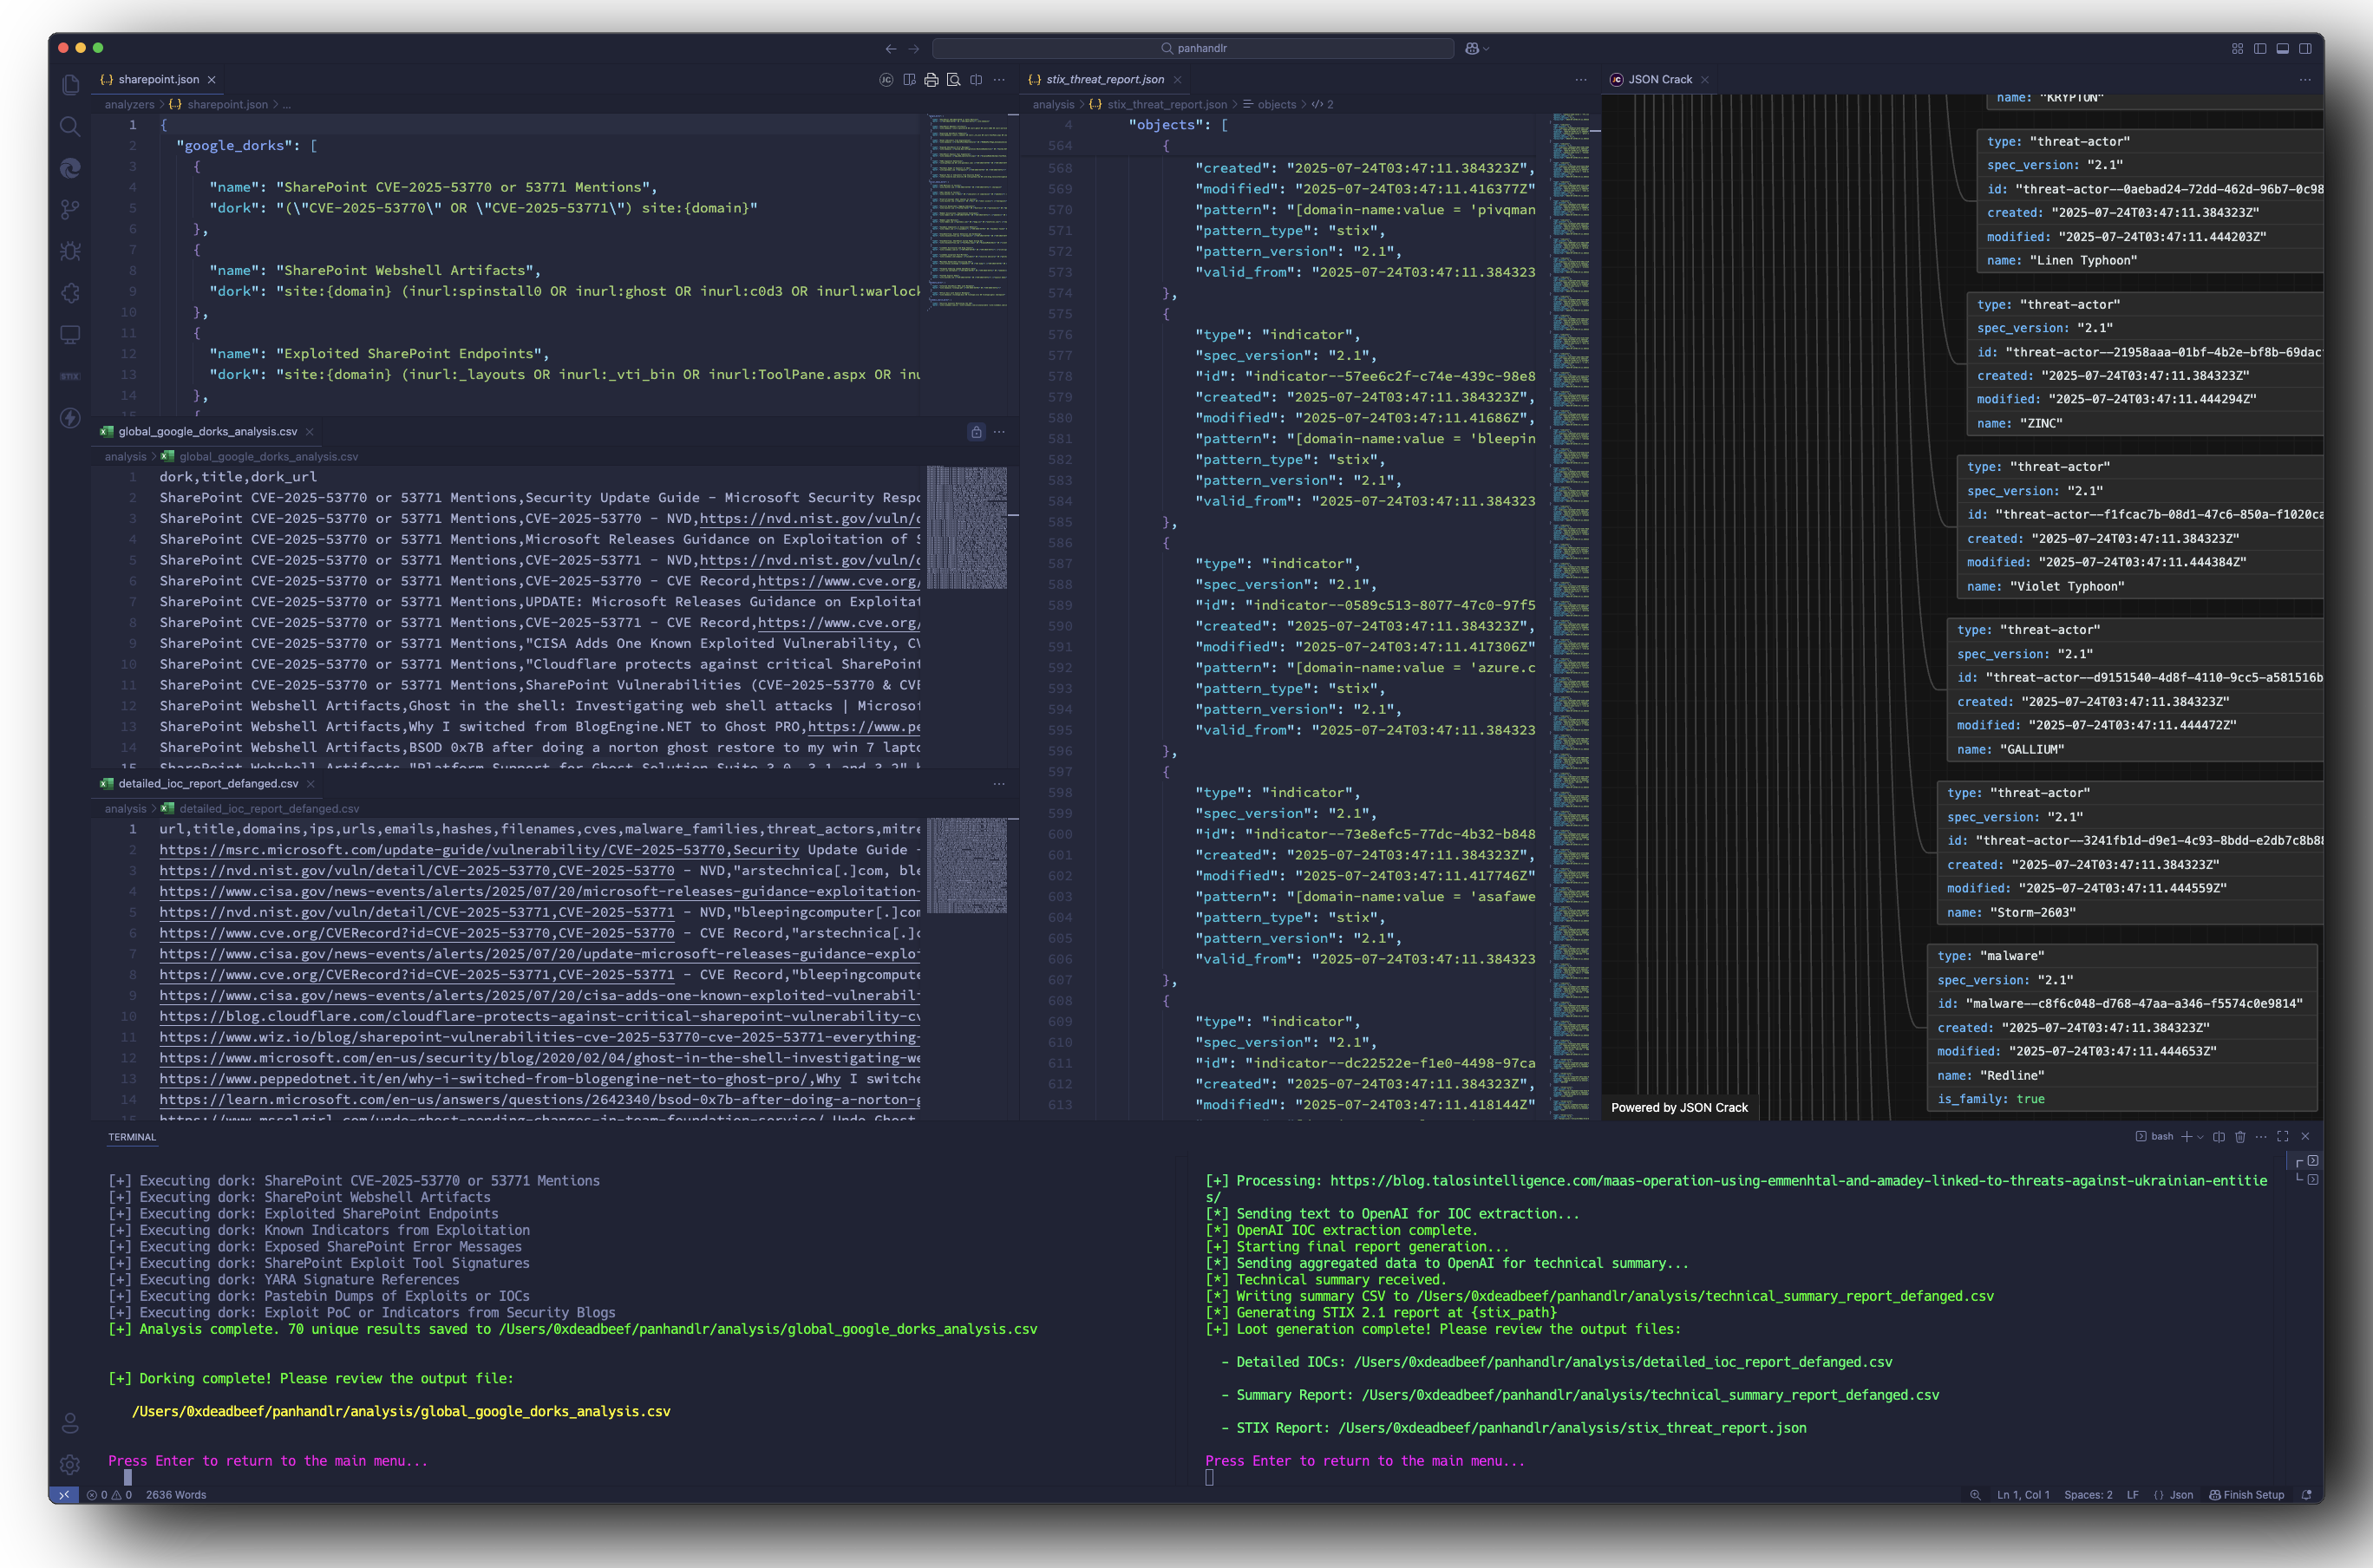 panhandlr
sharepoint.json
analyzers > sharepoint.json > ...
1 {
2 "google_dorks": [
3 {
4 "name": "SharePoint CVE-2025-53770 or 53771 Mentions",
5 "dork": "(\"CVE-2025-53770\" OR \"CVE-2025-53771\") site:{domain}"
6 },
7 {
8 "name": "SharePoint Webshell Artifacts",
9 "dork": "site:{domain} (inurl:spinstall0 OR inurl:ghost OR inurl:c0d3 OR inurl:warlock
10 },
11 {
12 "name": "Exploited SharePoint Endpoints",
13 "dork": "site:{domain} (inurl:_layouts OR inurl:_vti_bin OR inurl:ToolPane.aspx OR inu
14 },
15 {
global_google_dorks_analysis.csv
analysis > global_google_dorks_analysis.csv
1 dork,title,dork_url
2 SharePoint CVE-2025-53770 or 53771 Mentions,Security Update Guide - Microsoft Security Respo
3 SharePoint CVE-2025-53770 or 53771 Mentions,CVE-2025-53770 - NVD,https://nvd.nist.gov/vuln/d
4 SharePoint CVE-2025-53770 or 53771 Mentions,Microsoft Releases Guidance on Exploitation of S
5 SharePoint CVE-2025-53770 or 53771 Mentions,CVE-2025-53771 - NVD,https://nvd.nist.gov/vuln/d
6 SharePoint CVE-2025-53770 or 53771 Mentions,CVE-2025-53770 - CVE Record,https://www.cve.org/
7 SharePoint CVE-2025-53770 or 53771 Mentions,UPDATE: Microsoft Releases Guidance on Exploitat
8 SharePoint CVE-2025-53770 or 53771 Mentions,CVE-2025-53771 - CVE Record,https://www.cve.org/
9 SharePoint CVE-2025-53770 or 53771 Mentions,"CISA Adds One Known Exploited Vulnerability, CV
10 SharePoint CVE-2025-53770 or 53771 Mentions,"Cloudflare protects against critical SharePoint
11 SharePoint CVE-2025-53770 or 53771 Mentions,SharePoint Vulnerabilities (CVE-2025-53770 & CVE
12 SharePoint Webshell Artifacts,Ghost in the shell: Investigating web shell attacks | Microsof
13 SharePoint Webshell Artifacts,Why I switched from BlogEngine.NET to Ghost PRO,https://www.pe
14 SharePoint Webshell Artifacts,BSOD 0x7B after doing a norton ghost restore to my win 7 lapto
15 SharePoint Webshell Artifacts,"Platform Support for Ghost Solution Suite 3.0, 3.1 and 3.2",h
detailed_ioc_report_defanged.csv
analysis > detailed_ioc_report_defanged.csv
1 url,title,domains,ips,urls,emails,hashes,filenames,cves,malware_families,threat_actors,mitre
2 https://msrc.microsoft.com/update-guide/vulnerability/CVE-2025-53770,Security Update Guide -
3 https://nvd.nist.gov/vuln/detail/CVE-2025-53770,CVE-2025-53770 - NVD,"arstechnica[.]com, ble
4 https://www.cisa.gov/news-events/alerts/2025/07/20/microsoft-releases-guidance-exploitation-
5 https://nvd.nist.gov/vuln/detail/CVE-2025-53771,CVE-2025-53771 - NVD,"bleepingcomputer[.]com
6 https://www.cve.org/CVERecord?id=CVE-2025-53770,CVE-2025-53770 - CVE Record,"arstechnica[.]c
7 https://www.cisa.gov/news-events/alerts/2025/07/20/update-microsoft-releases-guidance-exploi
8 https://www.cve.org/CVERecord?id=CVE-2025-53771,CVE-2025-53771 - CVE Record,"bleepingcompute
9 https://www.cisa.gov/news-events/alerts/2025/07/20/cisa-adds-one-known-exploited-vulnerabili
10 https://blog.cloudflare.com/cloudflare-protects-against-critical-sharepoint-vulnerability-cv
11 https://www.wiz.io/blog/sharepoint-vulnerabilities-cve-2025-53770-cve-2025-53771-everything-
12 https://www.microsoft.com/en-us/security/blog/2020/02/04/ghost-in-the-shell-investigating-we
13 https://www.peppedotnet.it/en/why-i-switched-from-blogengine-net-to-ghost-pro/,Why I switche
14 https://learn.microsoft.com/en-us/answers/questions/2642340/bsod-0x7b-after-doing-a-norton-g
15 https://www.mssqlgirl.com/undo-ghost-pending-changes-in-team-foundation-service/,Undo Ghost
stix_threat_report.json
analysis > stix_threat_report.json > objects > 2
4 "objects": [
564 {
568 "created": "2025-07-24T03:47:11.384323Z",
569 "modified": "2025-07-24T03:47:11.416377Z"
570 "pattern": "[domain-name:value = 'pivqman
571 "pattern_type": "stix",
572 "pattern_version": "2.1",
573 "valid_from": "2025-07-24T03:47:11.384323
574 },
575 {
576 "type": "indicator",
577 "spec_version": "2.1",
578 "id": "indicator--57ee6c2f-c74e-439c-98e8
579 "created": "2025-07-24T03:47:11.384323Z",
580 "modified": "2025-07-24T03:47:11.41686Z",
581 "pattern": "[domain-name:value = 'bleepin
582 "pattern_type": "stix",
583 "pattern_version": "2.1",
584 "valid_from": "2025-07-24T03:47:11.384323
585 },
586 {
587 "type": "indicator",
588 "spec_version": "2.1",
589 "id": "indicator--0589c513-8077-47c0-97f5
590 "created": "2025-07-24T03:47:11.384323Z",
591 "modified": "2025-07-24T03:47:11.417306Z"
592 "pattern": "[domain-name:value = 'azure.c
593 "pattern_type": "stix",
594 "pattern_version": "2.1",
595 "valid_from": "2025-07-24T03:47:11.384323
596 },
597 {
598 "type": "indicator",
599 "spec_version": "2.1",
600 "id": "indicator--73e8efc5-77dc-4b32-b848
601 "created": "2025-07-24T03:47:11.384323Z",
602 "modified": "2025-07-24T03:47:11.417746Z"
603 "pattern": "[domain-name:value = 'asafawe
604 "pattern_type": "stix",
605 "pattern_version": "2.1",
606 "valid_from": "2025-07-24T03:47:11.384323
607 },
608 {
609 "type": "indicator",
610 "spec_version": "2.1",
611 "id": "indicator--dc22522e-f1e0-4498-97ca
612 "created": "2025-07-24T03:47:11.384323Z",
613 "modified": "2025-07-24T03:47:11.418144Z"
JSON Crack
name: "KRYPTON"
type: "threat-actor"
spec_version: "2.1"
id: "threat-actor--0aebad24-72dd-462d-96b7-0c98
created: "2025-07-24T03:47:11.384323Z"
modified: "2025-07-24T03:47:11.444203Z"
name: "Linen Typhoon"
type: "threat-actor"
spec_version: "2.1"
id: "threat-actor--21958aaa-01bf-4b2e-bf8b-69dac
created: "2025-07-24T03:47:11.384323Z"
modified: "2025-07-24T03:47:11.444294Z"
name: "ZINC"
type: "threat-actor"
spec_version: "2.1"
id: "threat-actor--f1fcac7b-08d1-47c6-850a-f1020ca
created: "2025-07-24T03:47:11.384323Z"
modified: "2025-07-24T03:47:11.444384Z"
name: "Violet Typhoon"
type: "threat-actor"
spec_version: "2.1"
id: "threat-actor--d9151540-4d8f-4110-9cc5-a581516b
created: "2025-07-24T03:47:11.384323Z"
modified: "2025-07-24T03:47:11.444472Z"
name: "GALLIUM"
type: "threat-actor"
spec_version: "2.1"
id: "threat-actor--3241fb1d-d9e1-4c93-8bdd-e2db7c8b88
created: "2025-07-24T03:47:11.384323Z"
modified: "2025-07-24T03:47:11.444559Z"
name: "Storm-2603"
type: "malware"
spec_version: "2.1"
id: "malware--c8f6c048-d768-47aa-a346-f5574c0e9814"
created: "2025-07-24T03:47:11.384323Z"
modified: "2025-07-24T03:47:11.444653Z"
name: "Redline"
is_family: true
Powered by JSON Crack
STIX
TERMINAL
bash
[+] Executing dork: SharePoint CVE-2025-53770 or 53771 Mentions
[+] Executing dork: SharePoint Webshell Artifacts
[+] Executing dork: Exploited SharePoint Endpoints
[+] Executing dork: Known Indicators from Exploitation
[+] Executing dork: Exposed SharePoint Error Messages
[+] Executing dork: SharePoint Exploit Tool Signatures
[+] Executing dork: YARA Signature References
[+] Executing dork: Pastebin Dumps of Exploits or IOCs
[+] Executing dork: Exploit PoC or Indicators from Security Blogs
[+] Analysis complete. 70 unique results saved to /Users/0xdeadbeef/panhandlr/analysis/global_google_dorks_analysis.csv
[+] Dorking complete! Please review the output file:
/Users/0xdeadbeef/panhandlr/analysis/global_google_dorks_analysis.csv
Press Enter to return to the main menu...
[+] Processing: https://blog.talosintelligence.com/maas-operation-using-emmenhtal-and-amadey-linked-to-threats-against-ukrainian-entitie
s/
[*] Sending text to OpenAI for IOC extraction...
[*] OpenAI IOC extraction complete.
[+] Starting final report generation...
[*] Sending aggregated data to OpenAI for technical summary...
[*] Technical summary received.
[*] Writing summary CSV to /Users/0xdeadbeef/panhandlr/analysis/technical_summary_report_defanged.csv
[*] Generating STIX 2.1 report at {stix_path}
[+] Loot generation complete! Please review the output files:
- Detailed IOCs: /Users/0xdeadbeef/panhandlr/analysis/detailed_ioc_report_defanged.csv
- Summary Report: /Users/0xdeadbeef/panhandlr/analysis/technical_summary_report_defanged.csv
- STIX Report: /Users/0xdeadbeef/panhandlr/analysis/stix_threat_report.json
Press Enter to return to the main menu...
0 0 2636 Words
Ln 1, Col 1 Spaces: 2 LF {} Json Finish Setup